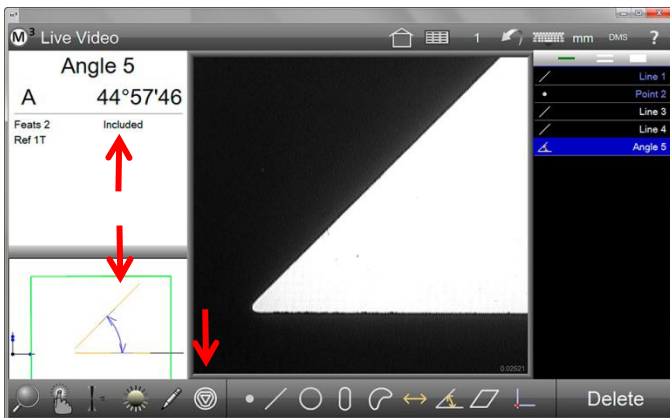 m³
M³ Live Video
1
mm
DMS
?
Angle 5
A 44°57'46
Feats 2 Included
Ref 1T
Line 1
Point 2
Line 3
Line 4
Angle 5
0.02521
Delete